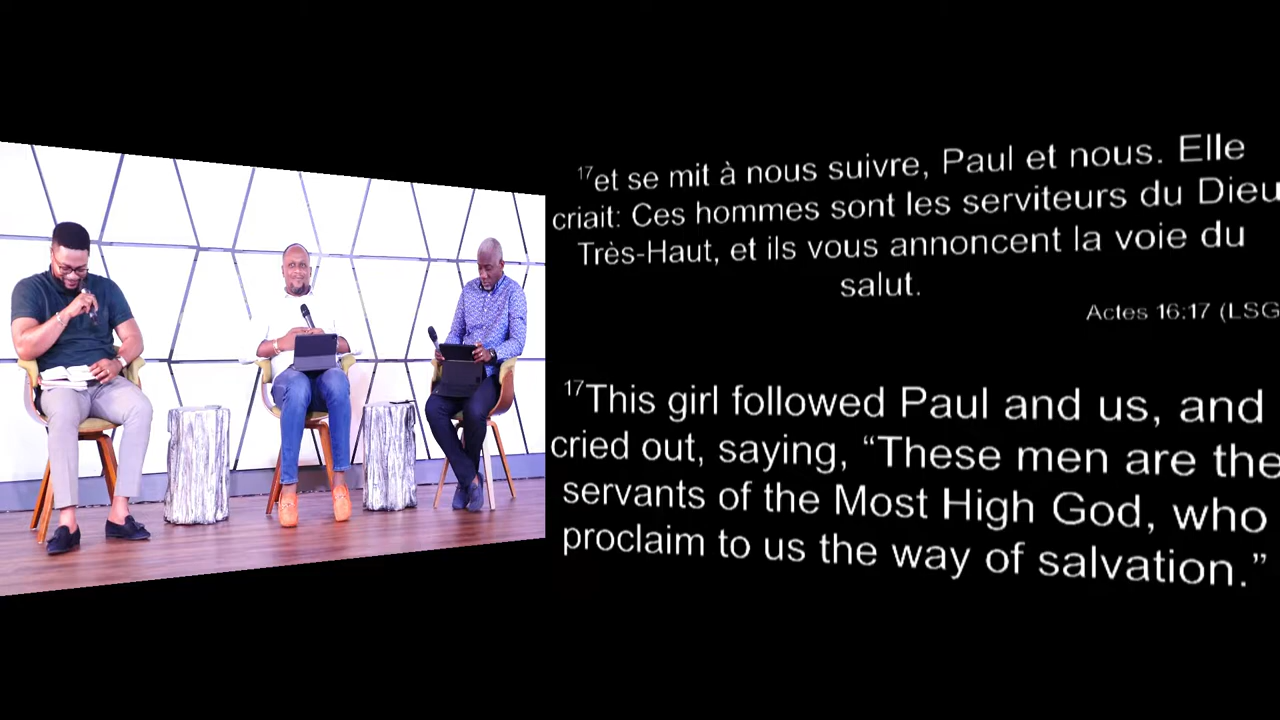 17et se mit à nous suivre, Paul et nous. Elle
criait: Ces hommes sont les serviteurs du Dieu
Très-Haut, et ils vous annoncent la voie du
salut.
Actes 16:17 (LSG
17This girl followed Paul and us, and
cried out, saying, “These men are the
servants of the Most High God, who
proclaim to us the way of salvation.”